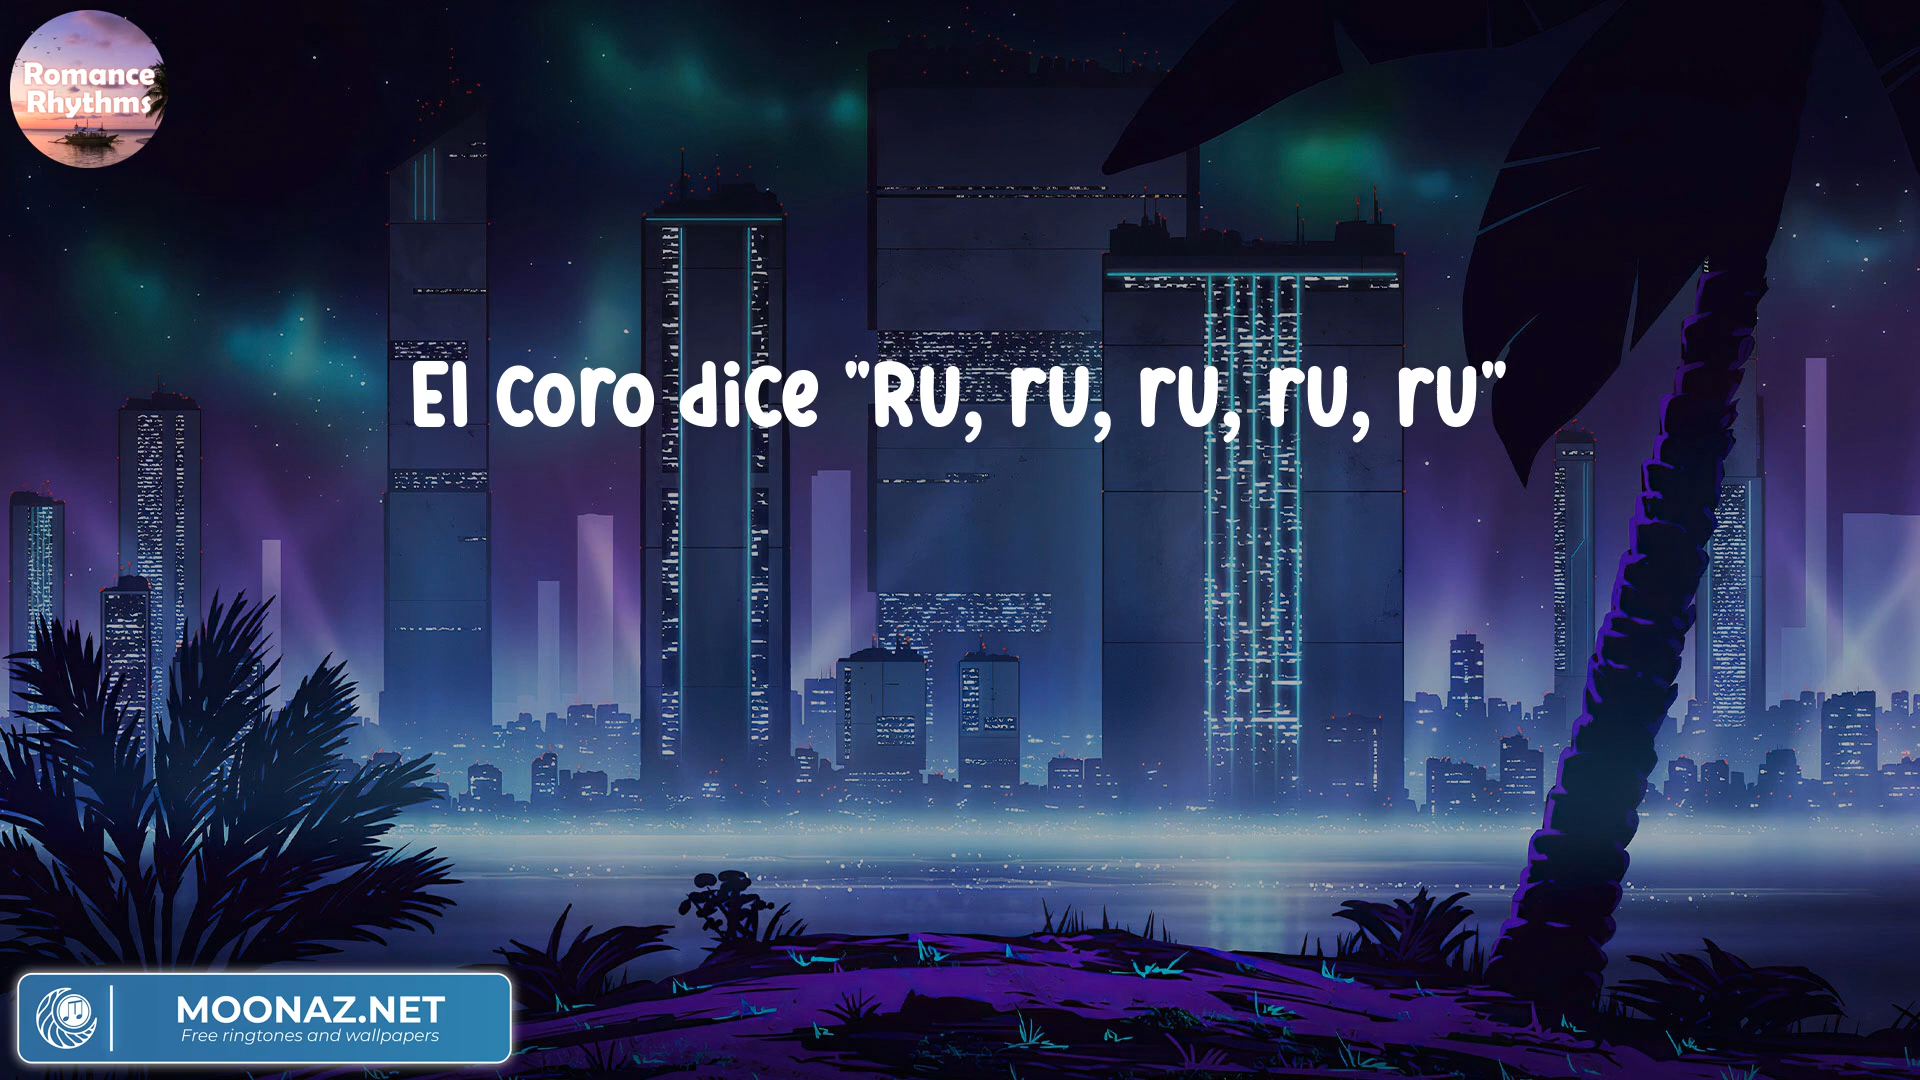 Romance
Rhythms
El coro dice "Ru, ru, ru, ru, ru"
MOONAZ.NET
Free ringtones and wallpapers